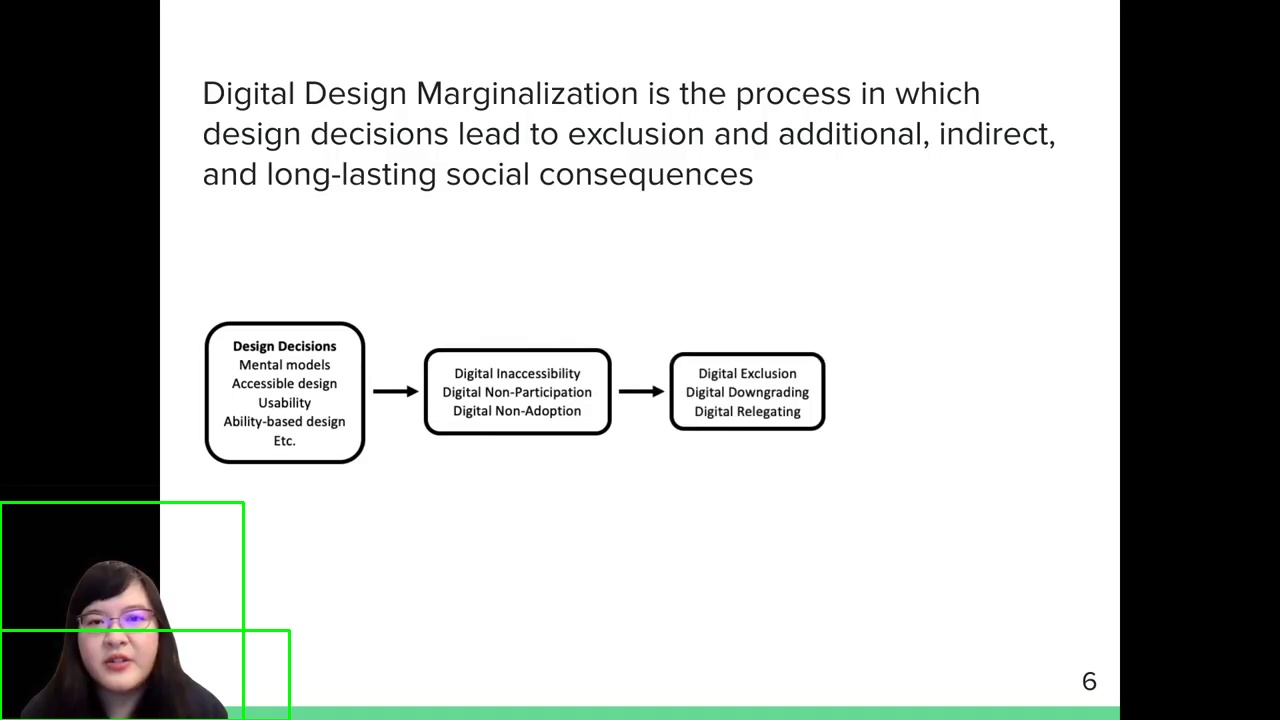 Digital Design Marginalization is the process in which
design decisions lead to exclusion and additional, indirect,
and long-lasting social consequences
Design Decisions
Mental models
Accessible design
Usability
Ability-based design
Etc.
Digital Inaccessibility
Digital Non-Participation
Digital Non-Adoption
Digital Exclusion
Digital Downgrading
Digital Relegating
6